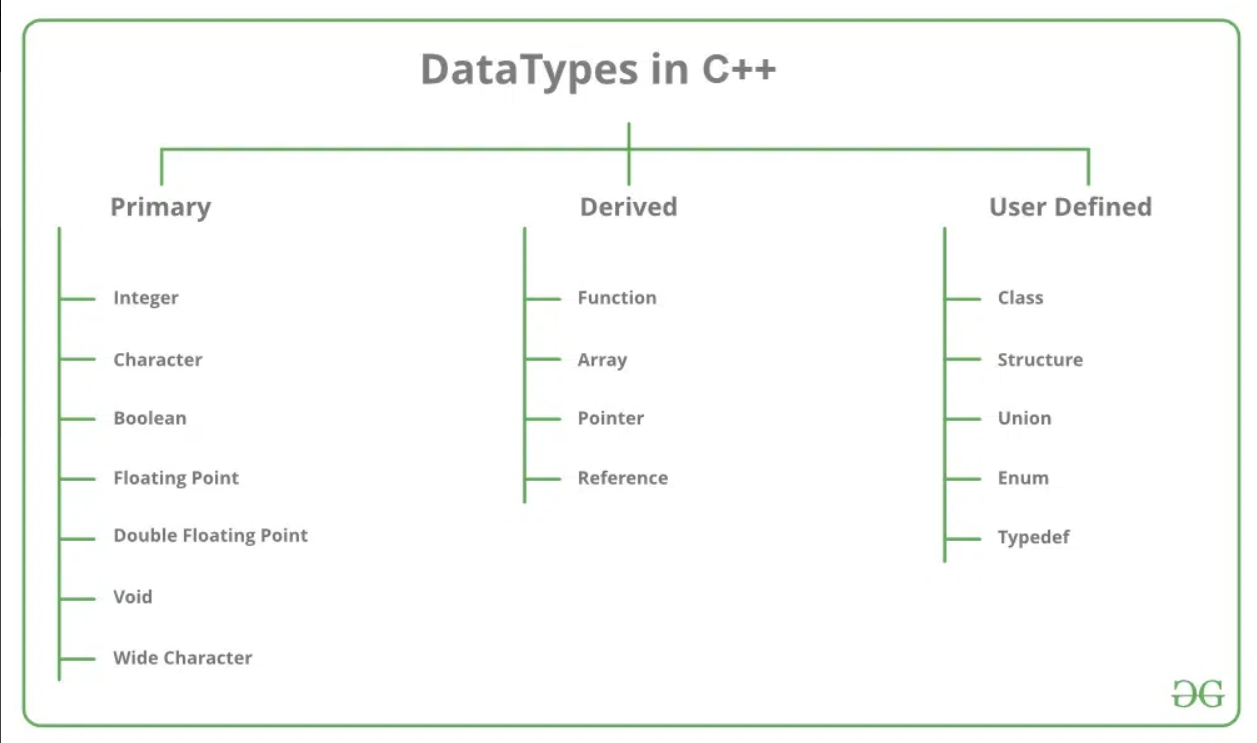 DataTypes in C++
Primary
Derived
User Defined
Integer
Character
Boolean
Floating Point
Double Floating Point
Void
Wide Character
Function
Array
Pointer
Reference
Class
Structure
Union
Enum
Typedef